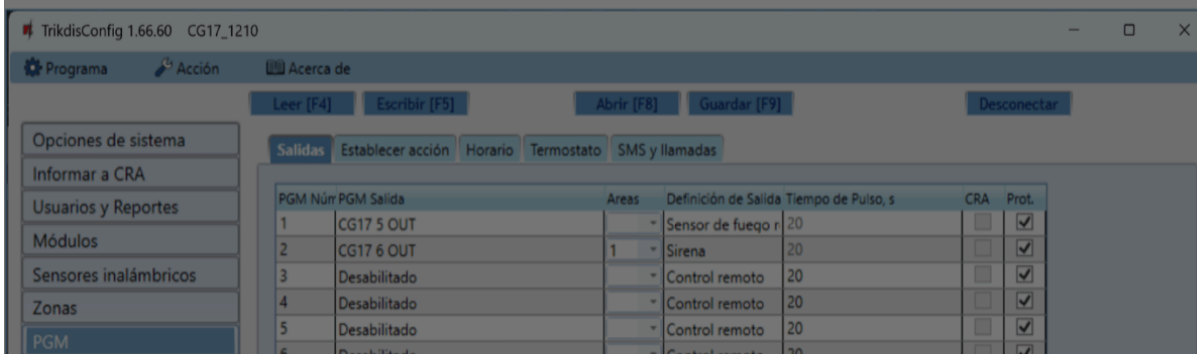 TrikdisConfig 1.66.60 CG17_1210
Programa Acción Acerca de
Leer [F4] Escribir [F5] Abrir [F8] Guardar [F9] Desconectar
Opciones de sistema
Informar a CRA
Usuarios y Reportes
Módulos
Sensores inalámbricos
Zonas
PGM
Salidas Establecer acción Horario Termostato SMS y llamadas
PGM Núm PGM Salida Areas Definición de Salida Tiempo de Pulso, s CRA Prot.
1 CG17 5 OUT Sensor de fuego r 20
2 CG17 6 OUT 1 Sirena 20
3 Desabilitado Control remoto 20
4 Desabilitado Control remoto 20
5 Desabilitado Control remoto 20